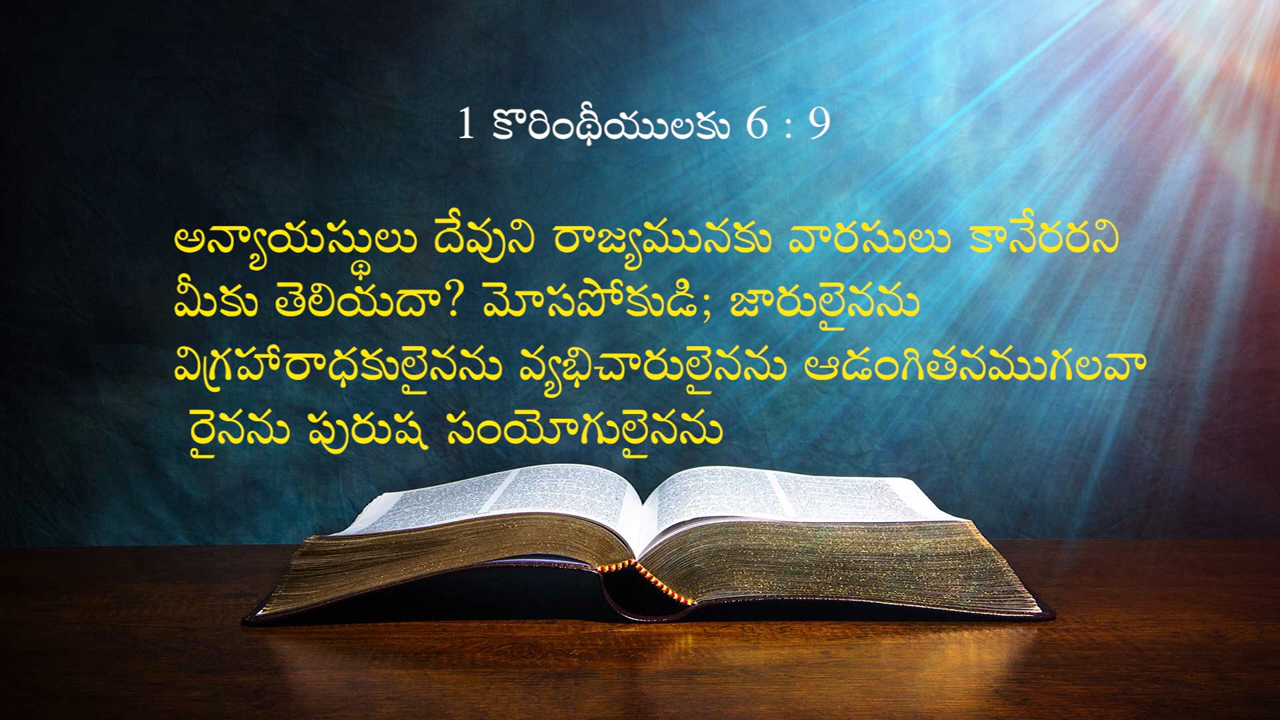 1 కొరింథీయులకు 6 : 9
అన్యాయస్థులు దేవుని రాజ్యమునకు వారసులు కానేరరని
మీకు తెలియదా? మోసపోకుడి; జారులైనను
విగ్రహారాధకులైనను వ్యభిచారులైనను ఆడంగితనముగలవా
రైనను పురుష సంయోగులైనను